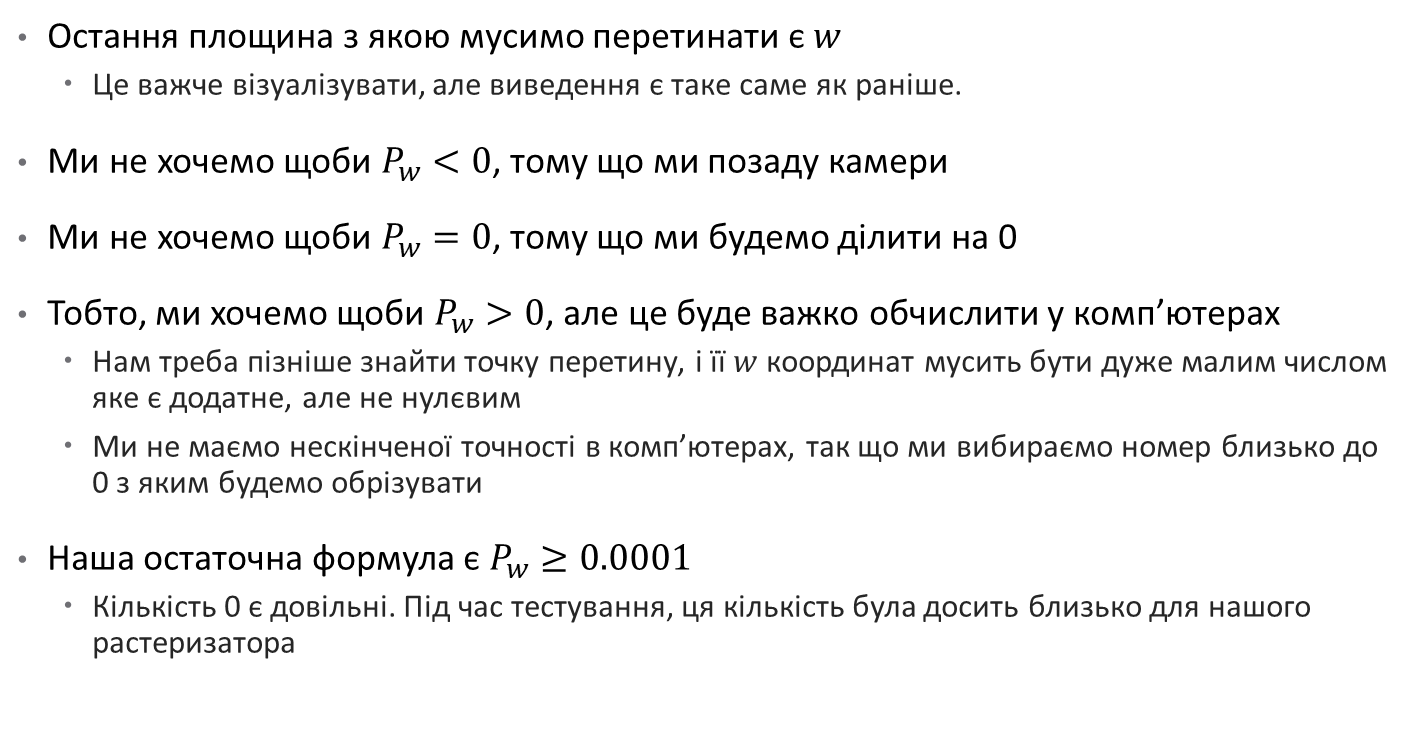 • Остання площина з якою мусимо перетинати є w
• Це важче візуалізувати, але виведення є таке саме як раніше.
• Ми не хочемо щоби P_w < 0, тому що ми позаду камери
• Ми не хочемо щоби P_w = 0, тому що ми будемо ділити на 0
• Тобто, ми хочемо щоби P_w > 0, але це буде важко обчислити у комп’ютерах
• Нам треба пізніше знайти точку перетину, і її w координат мусить бути дуже малим числом
яке є додатне, але не нулєвим
• Ми не маємо нескінченої точності в комп’ютерах, так що ми вибираємо номер близько до
0 з яким будемо обрізувати
• Наша остаточна формула є P_w ≥ 0.0001
• Кількість 0 є довільні. Під час тестування, ця кількість була досить близько для нашого
растеризатора